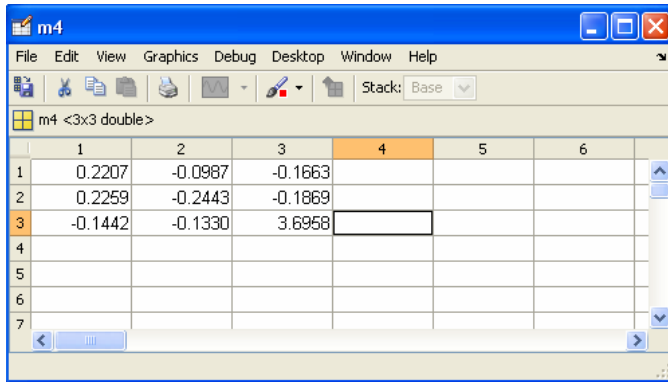 m4
File Edit View Graphics Debug Desktop Window Help
Stack: Base
m4 <3x3 double>
1 2 3 4 5 6
1 0.2207 -0.0987 -0.1663
2 0.2259 -0.2443 -0.1869
3 -0.1442 -0.1330 3.6958
4
5
6
7